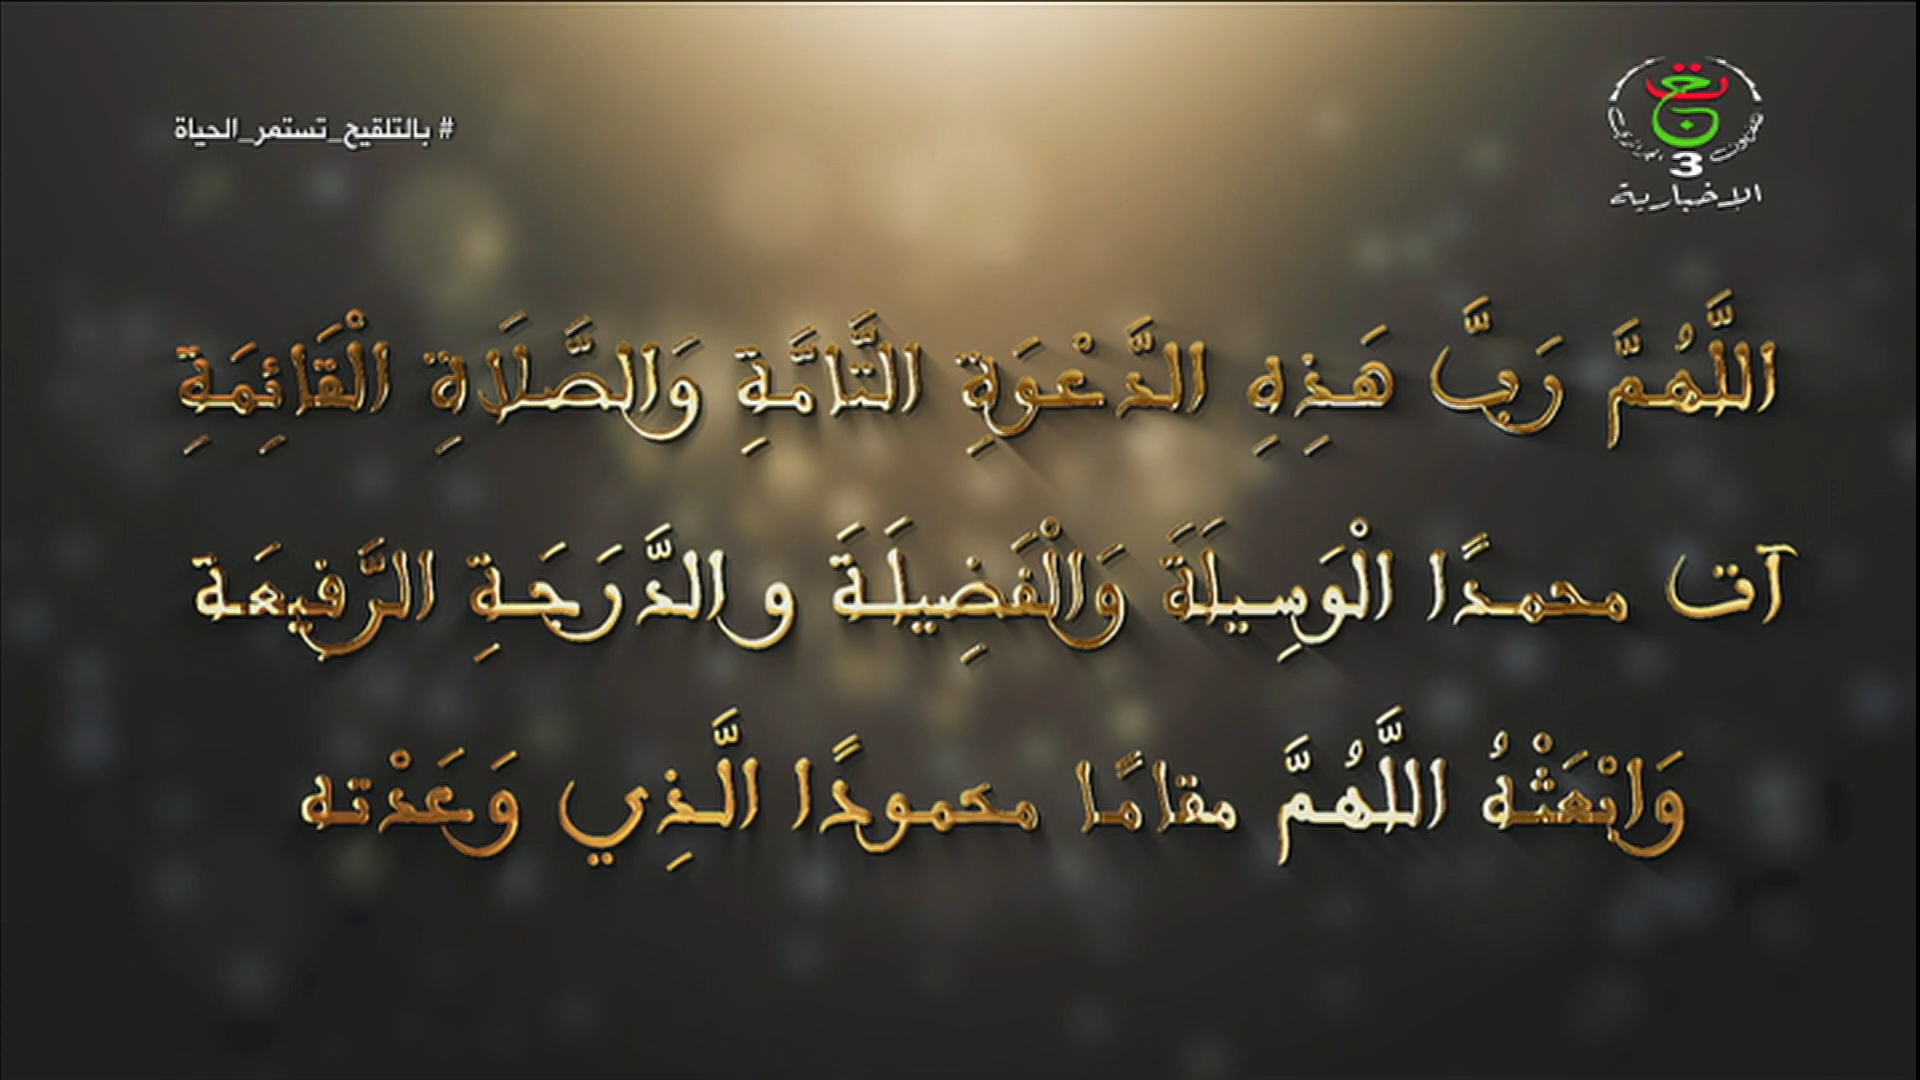 # بالتلقيح_تستمر_الحياة
3
الإخبارية
اللَّهُمَّ رَبَّ هَذِهِ الدَّعْوَةِ التَّامَّةِ وَالصَّلَاةِ الْقَائِمَةِ
آت محمدًا الْوَسِيلَةَ وَالْفَضِيلَةَ و الدَّرَجَةِ الرَّفِيعَة
وَابْعَثْهُ اللَّهُمَّ مقامًا محمودًا الَّذِي وَعَدْته